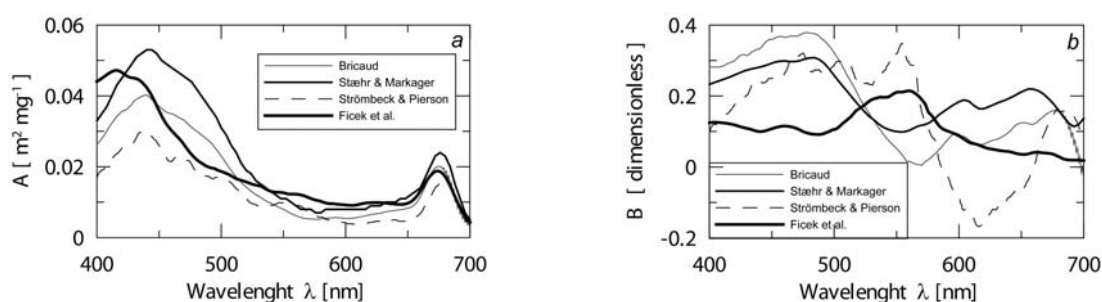 a
0.06
0.04
0.02
0
A [ m² mg⁻¹ ]
Bricaud
Stæhr & Markager
Strömbeck & Pierson
Ficek et al.
400 500 600 700
Wavelenght λ [nm]
b
0.4
0.2
0
-0.2
B [ dimensionless ]
Bricaud
Stæhr & Markager
Strömbeck & Pierson
Ficek et al.
400 500 600 700
Wavelenght λ [nm]